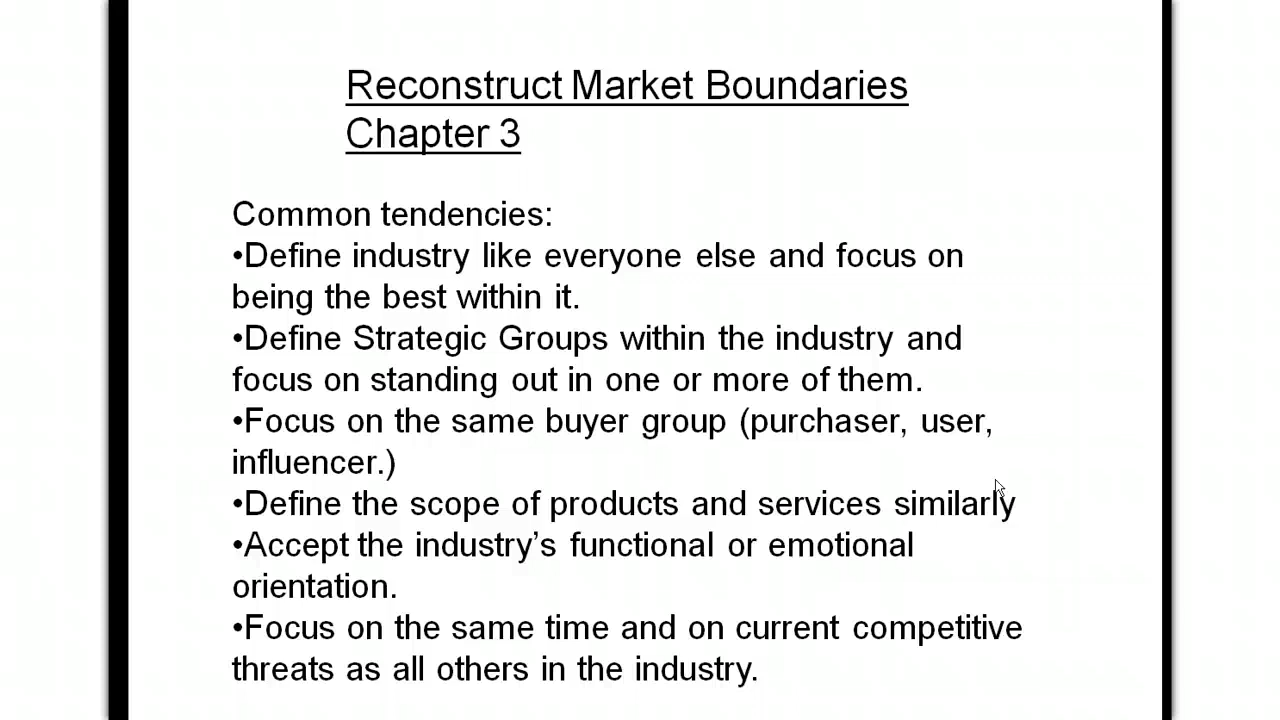 Reconstruct Market Boundaries
Chapter 3
Common tendencies:
•Define industry like everyone else and focus on
being the best within it.
•Define Strategic Groups within the industry and
focus on standing out in one or more of them.
•Focus on the same buyer group (purchaser, user,
influencer.)
•Define the scope of products and services similarly
•Accept the industry’s functional or emotional
orientation.
•Focus on the same time and on current competitive
threats as all others in the industry.